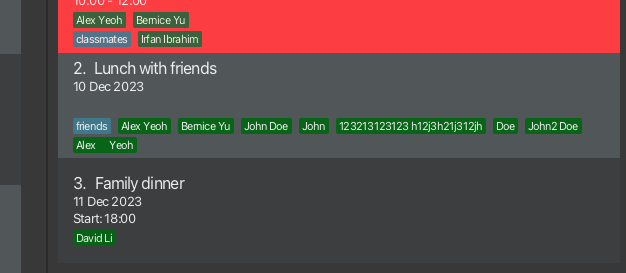 10:00 - 12:00
Alex Yeoh Bernice Yu
classmates Irfan Ibrahim
2. Lunch with friends
10 Dec 2023
friends Alex Yeoh Bernice Yu John Doe John 123213123123 h12j3h21j312jh Doe John2 Doe
Alex Yeoh
3. Family dinner
11 Dec 2023
Start: 18:00
David Li